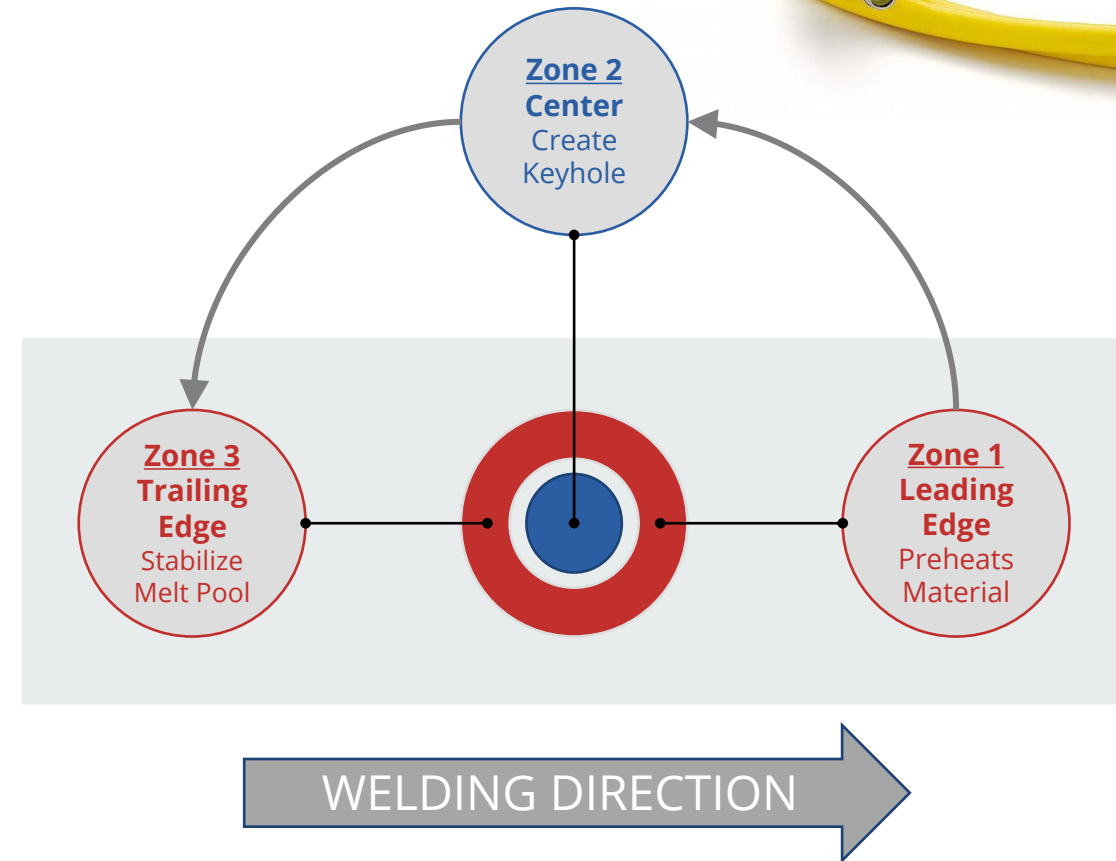 Zone 2
Center
Create
Keyhole
Zone 3
Trailing
Edge
Stabilize
Melt Pool
Zone 1
Leading
Edge
Preheats
Material
WELDING DIRECTION